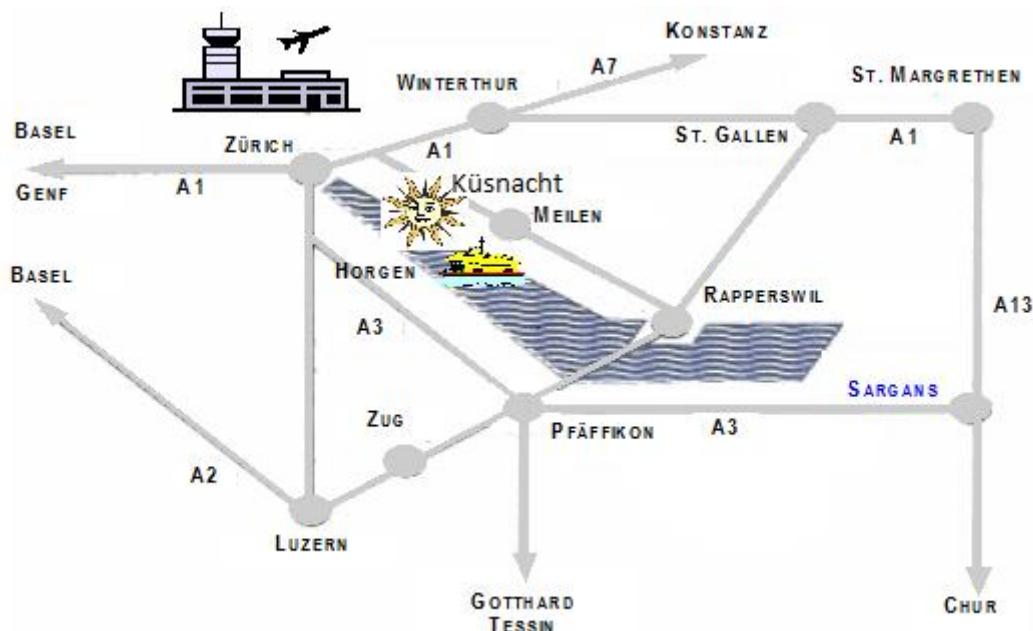 KONSTANZ
A7
WINTERTHUR
ST. MARGRETHEN
BASEL
ZÜRICH
A1
ST. GALLEN
A1
A1
GENF
Küsnacht
MEILEN
BASEL
HORGEN
RAPPERSWIL
A3
A13
SARGANS
ZUG
PFÄFFIKON
A3
A2
LUZERN
GOTTHARD
TESSIN
CHUR